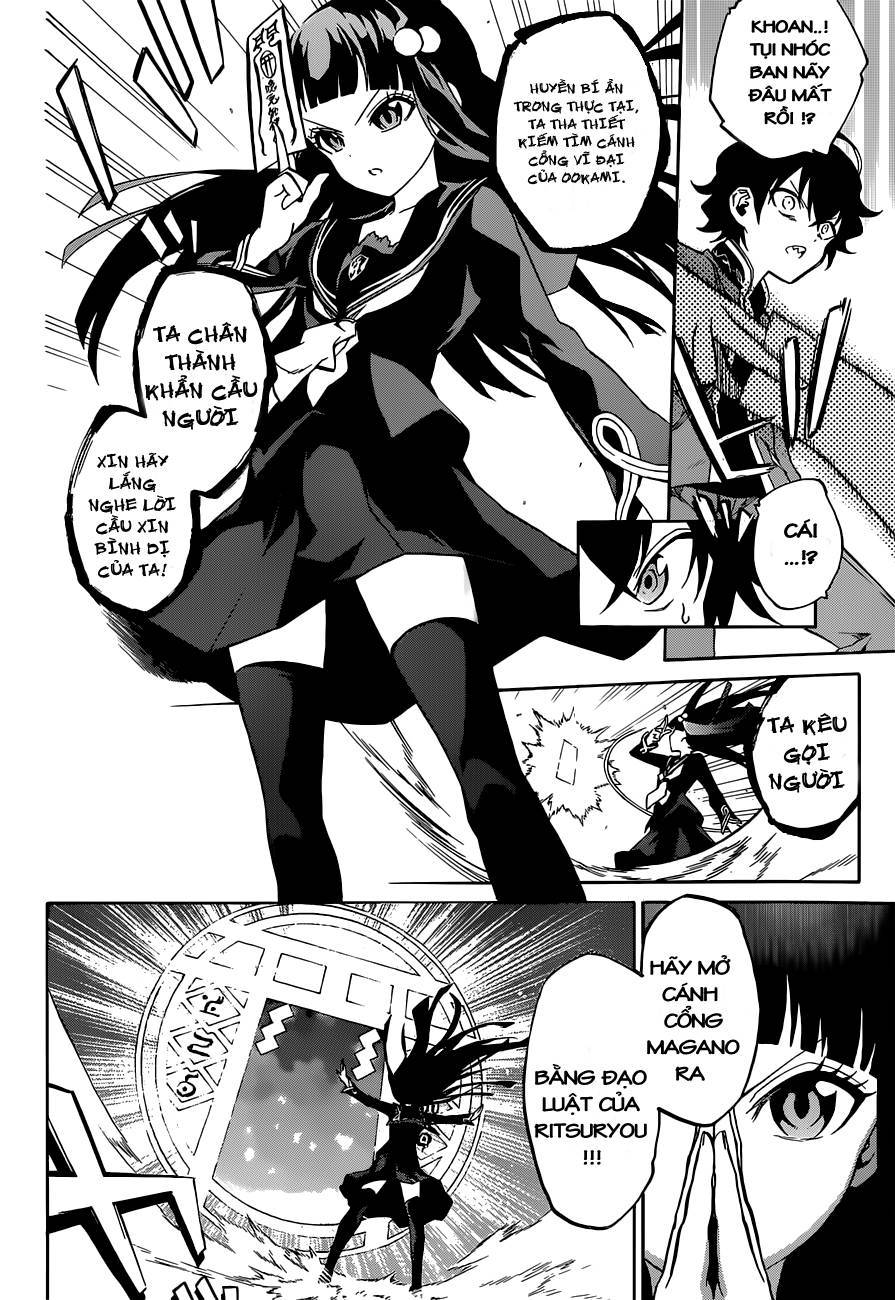 KHOAN..!
TỤI NHÓC
BAN NÃY
ĐÂU MẤT
RỒI !?
HUYỀN BÍ ẨN
TRONG THỰC TẠI,
TA THA THIẾT
KIẾM TÌM CÁNH
CỔNG VĨ ĐẠI
CỦA OOKAMI.
TA CHÂN
THÀNH
KHẨN CẦU
NGƯỜI
XIN HÃY
LẮNG
NGHE LỜI
CẦU XIN
BÌNH DỊ
CỦA TA!
CÁI
...!?
TA KÊU
GỌI
NGƯỜI
HÃY MỞ
CÁNH
CỔNG
MAGANO
RA
BẰNG ĐẠO
LUẬT CỦA
RITSURYOU
!!!